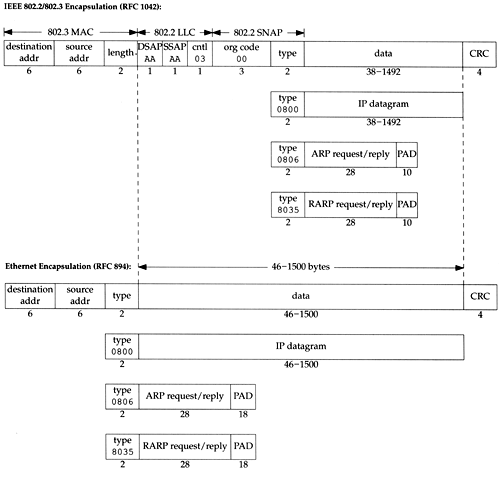 IEEE 802.2/802.3 Encapsulation (RFC 1042):
802.3 MAC 802.2 LLC 802.2 SNAP
destination addr source addr length DSAP AA SSAP AA cntl 03 org code 00 type data CRC
6 6 2 1 1 1 3 2 38−1492 4
type 0800 IP datagram
2 38−1492
type 0806 ARP request/reply PAD
2 28 10
type 8035 RARP request/reply PAD
2 28 10
Ethernet Encapsulation (RFC 894): 46−1500 bytes
destination addr source addr type data CRC
6 6 2 46−1500 4
type 0800 IP datagram
2 46−1500
type 0806 ARP request/reply PAD
2 28 18
type 8035 RARP request/reply PAD
2 28 18